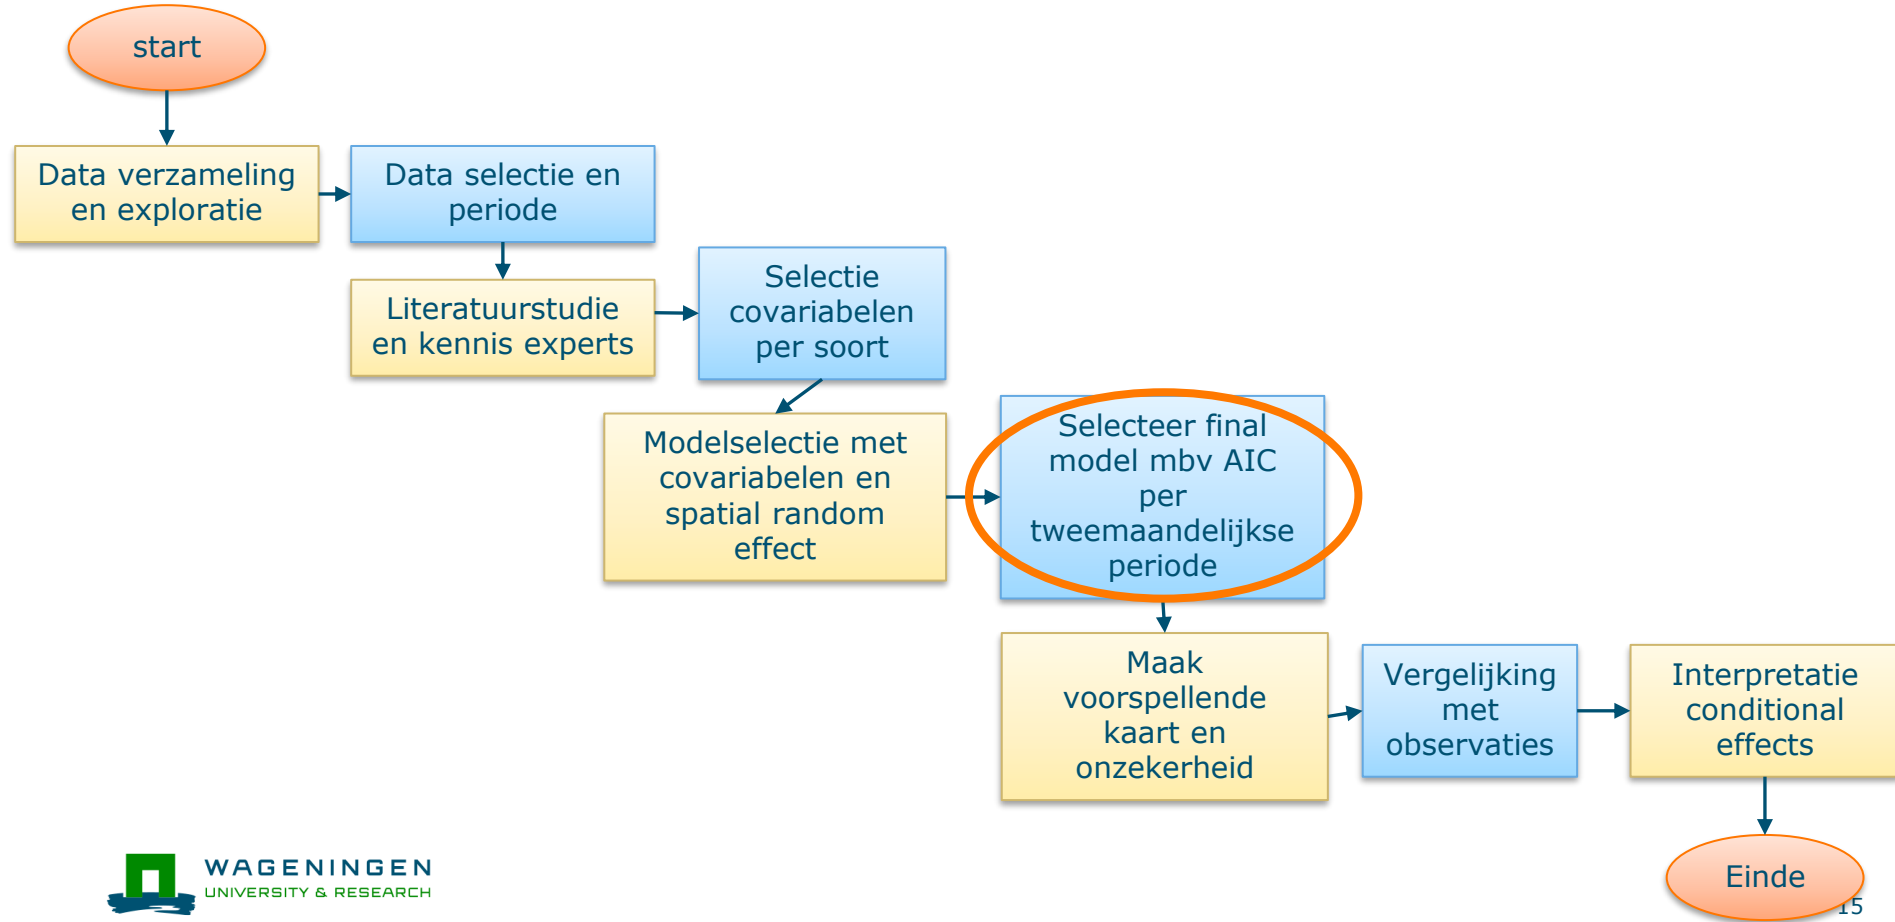 start
Data verzameling
en exploratie
Data selectie en
periode
Literatuurstudie
en kennis experts
Selectie
covariabelen
per soort
Modelselectie met
covariabelen en
spatial random
effect
Selecteer final
model mbv AIC
per
tweemaandelijkse
periode
Maak
voorspellende
kaart en
onzekerheid
Vergelijking
met
observaties
Interpretatie
conditional
effects
Einde
WAGENINGEN
UNIVERSITY & RESEARCH
15